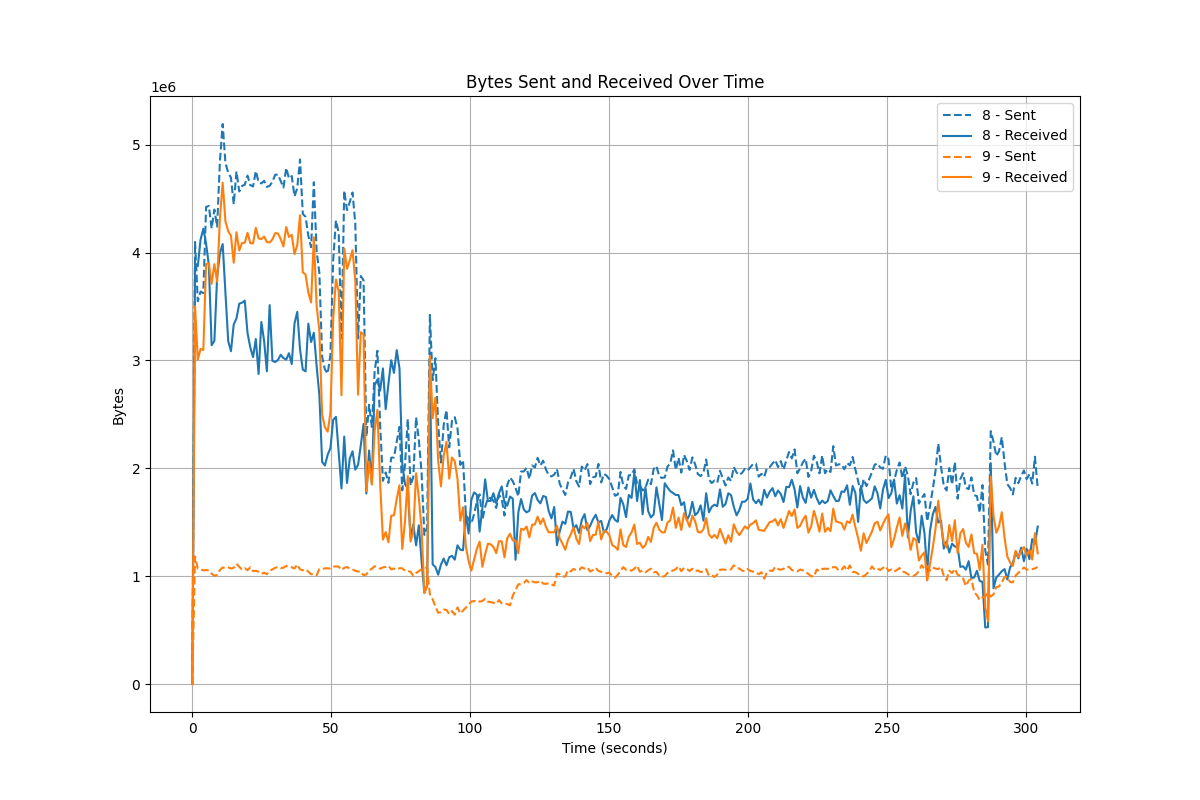 Bytes Sent and Received Over Time
1e6
8 - Sent
8 - Received
9 - Sent
9 - Received
5
4
3
2
1
0
Bytes
0 50 100 150 200 250 300
Time (seconds)